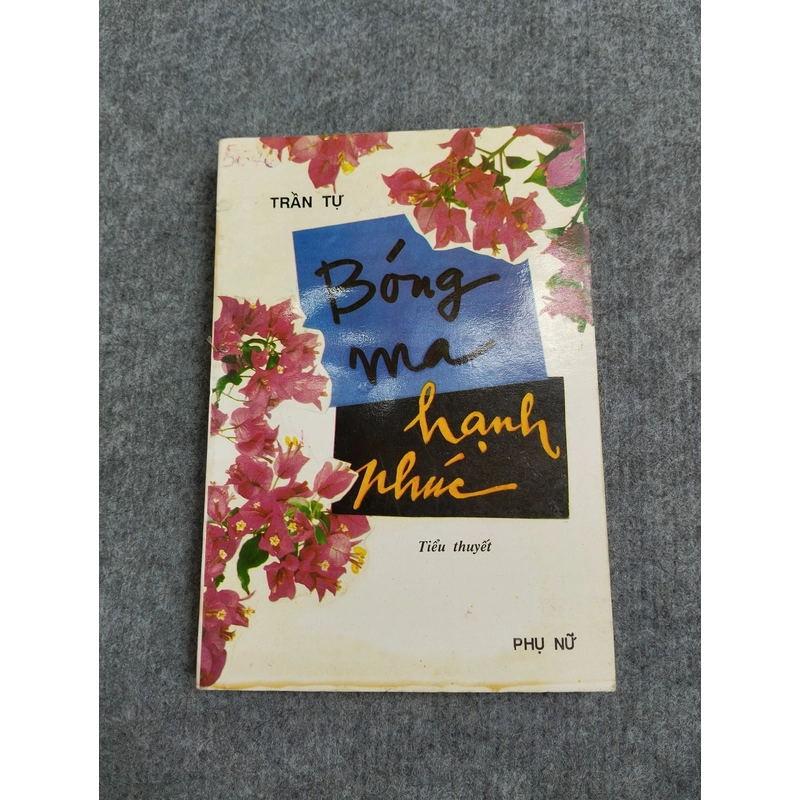 TRẦN TỰ
Bóng
ma
hạnh
phúc
Tiểu thuyết
PHỤ NỮ